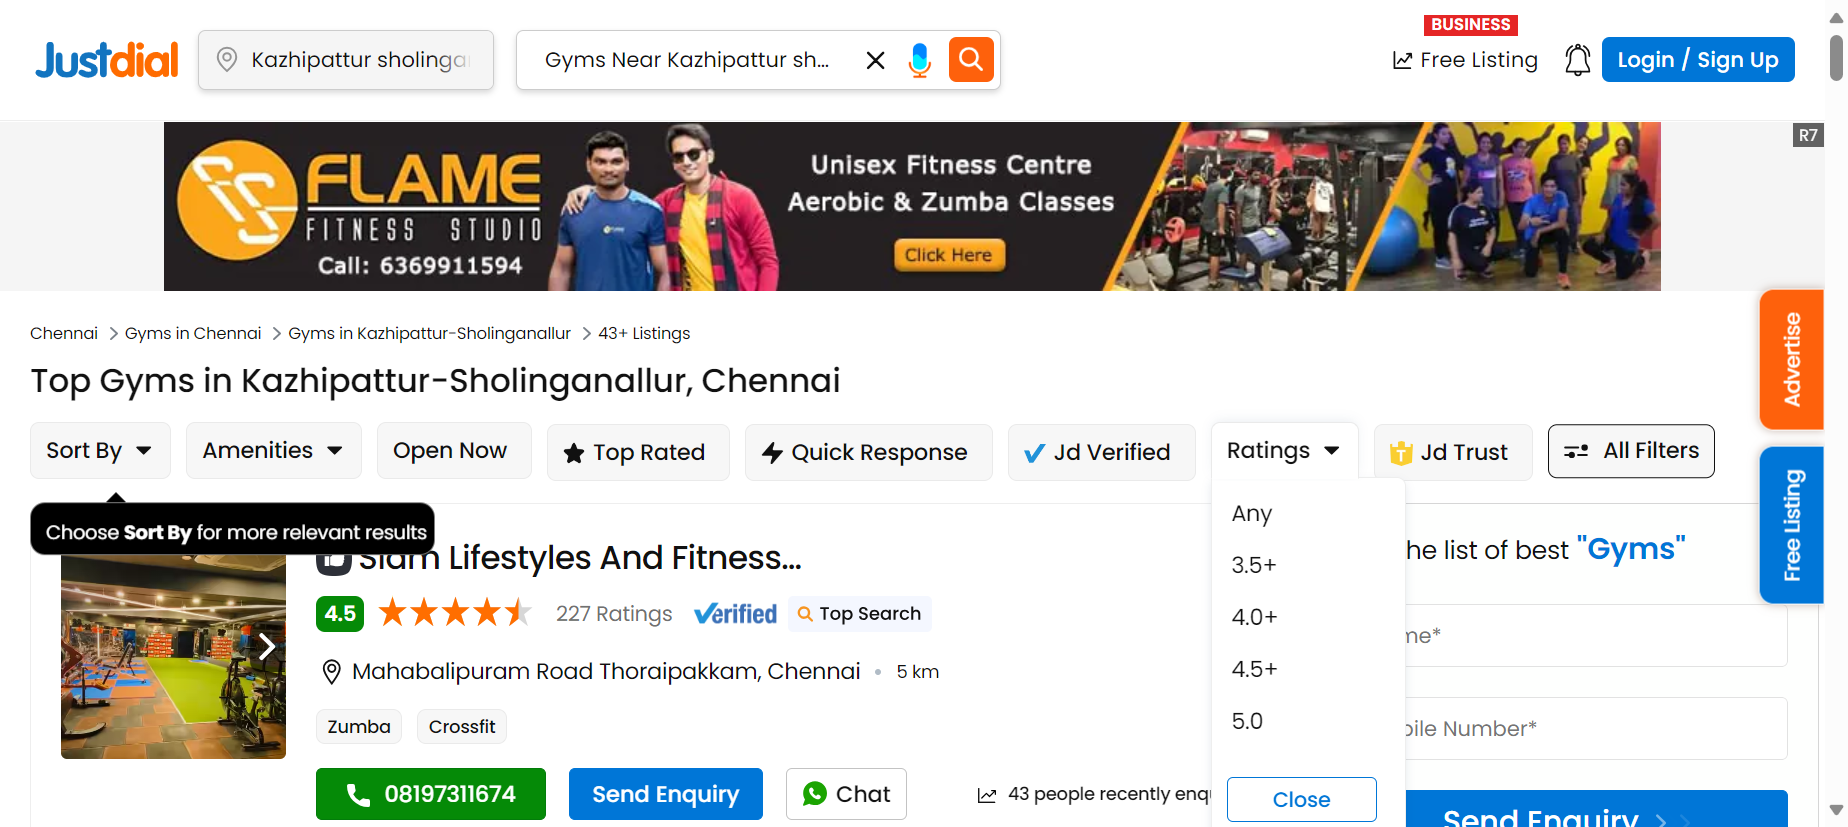 BUSINESS
Justdial
Kazhipattur sholinga
Gyms Near Kazhipattur sh...
Free Listing
Login / Sign Up
R7
FLAME
FITNESS STUDIO
Call: 6369911594
Unisex Fitness Centre
Aerobic & Zumba Classes
Click Here
Advertise
Free Listing
Chennai > Gyms in Chennai > Gyms in Kazhipattur-Sholinganallur > 43+ Listings
Top Gyms in Kazhipattur-Sholinganallur, Chennai
Sort By
Amenities
Open Now
Top Rated
Quick Response
Jd Verified
Ratings
Jd Trust
All Filters
Choose Sort By for more relevant results
Any
3.5+
4.0+
4.5+
5.0
Close
Slam Lifestyles And Fitness...
4.5
227 Ratings
Verified
Top Search
Mahabalipuram Road Thoraipakkam, Chennai • 5 km
Zumba
Crossfit
08197311674
Send Enquiry
Chat
43 people recently enq
he list of best "Gyms"
me*
bile Number*
Send Enquiry